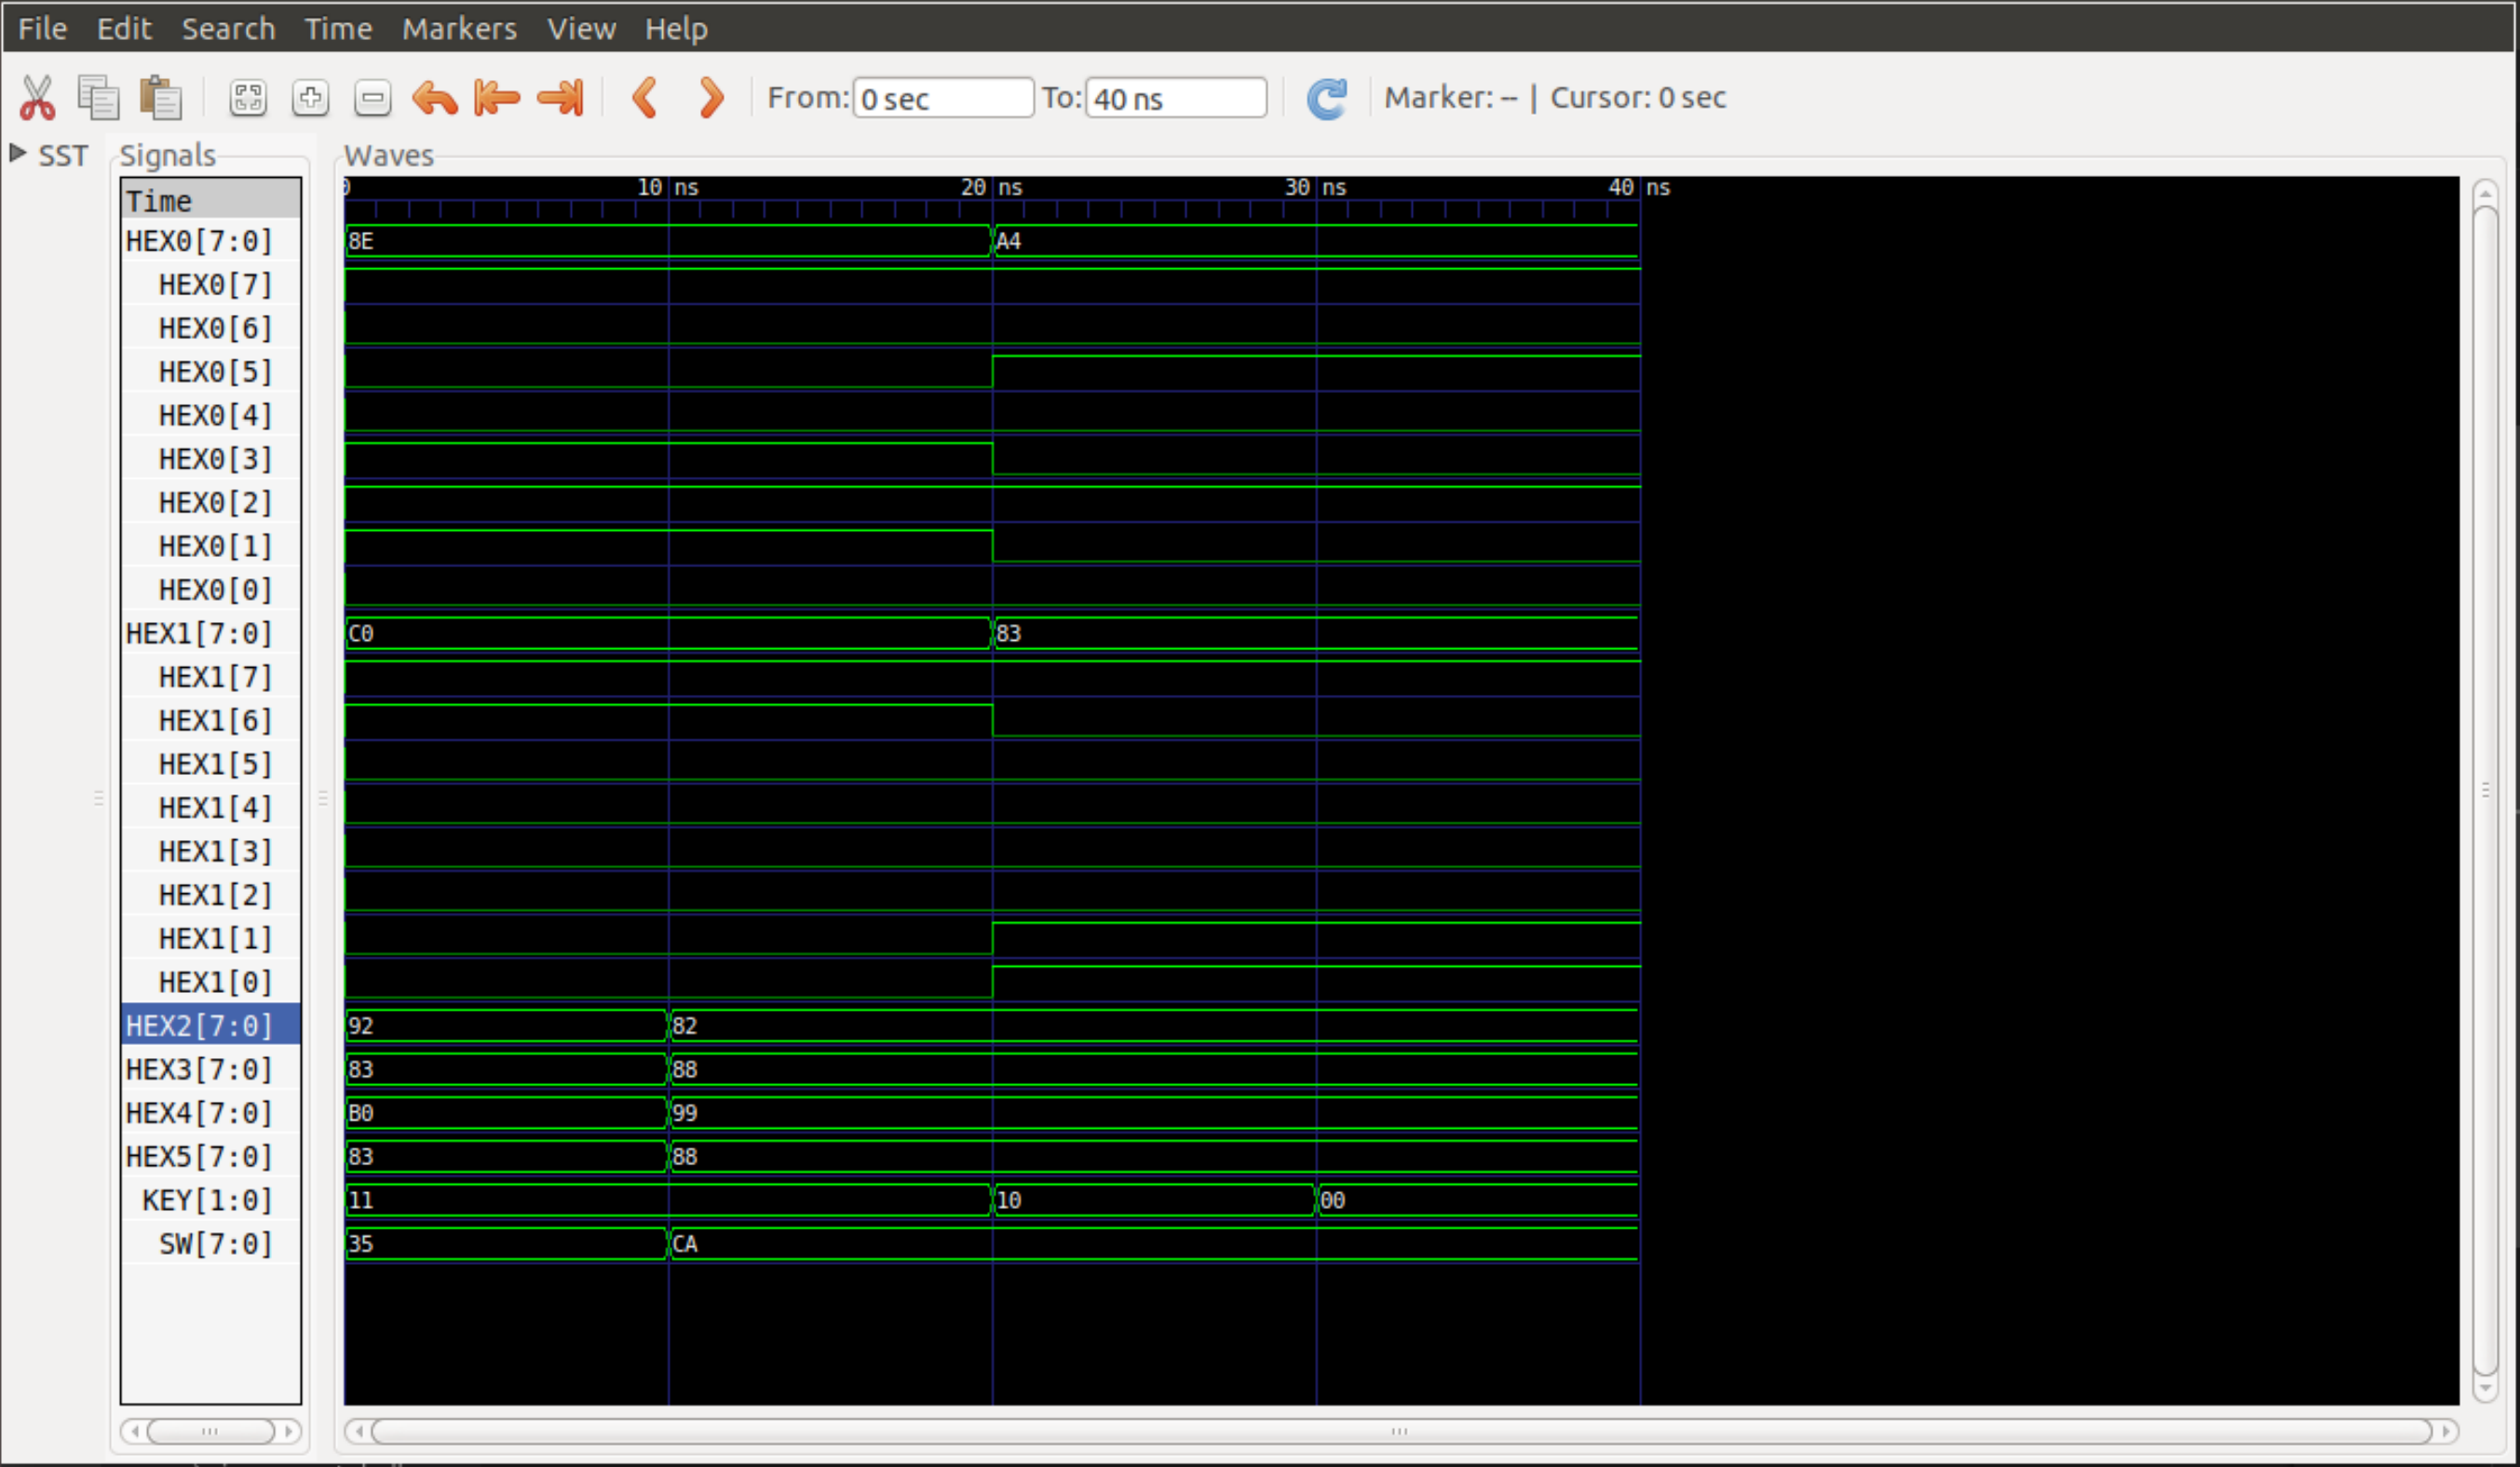 File Edit Search Time Markers View Help
From: 0 sec To: 40 ns Marker: -- | Cursor: 0 sec
SST Signals Waves
Time 0 10 ns 20 ns 30 ns 40 ns
HEX0[7:0] 8E A4
HEX0[7]
HEX0[6]
HEX0[5]
HEX0[4]
HEX0[3]
HEX0[2]
HEX0[1]
HEX0[0]
HEX1[7:0] C0 83
HEX1[7]
HEX1[6]
HEX1[5]
HEX1[4]
HEX1[3]
HEX1[2]
HEX1[1]
HEX1[0]
HEX2[7:0] 92 82
HEX3[7:0] 83 88
HEX4[7:0] B0 99
HEX5[7:0] 83 88
KEY[1:0] 11 10 00
SW[7:0] 35 CA